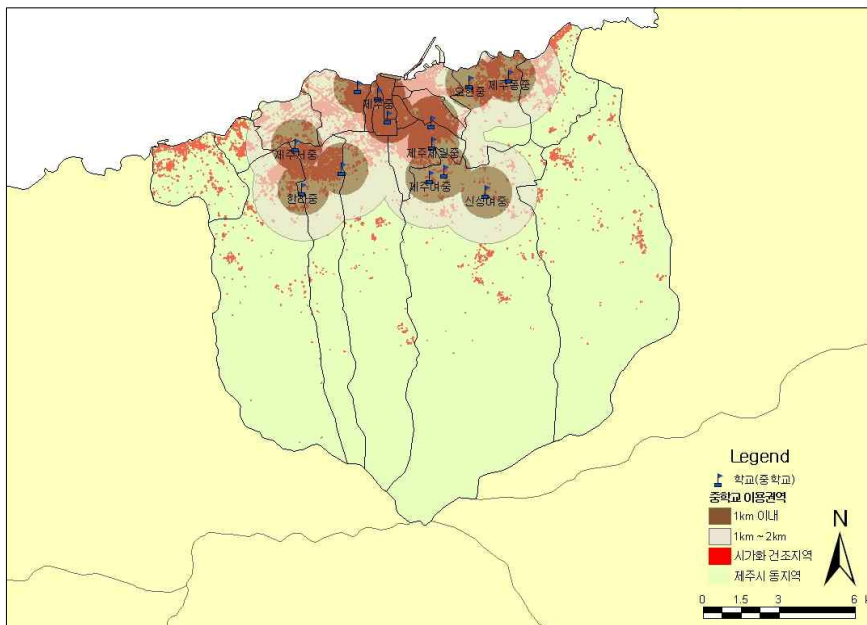 오현중
제주동중
제주중
제주제일중
제주서중
제주여중
한라중
신성여중
Legend
학교(중학교)
중학교 이용권역
1km 이내
1km ~ 2km
시가화 건조지역
제주시 동지역
N
0 1.5 3 6